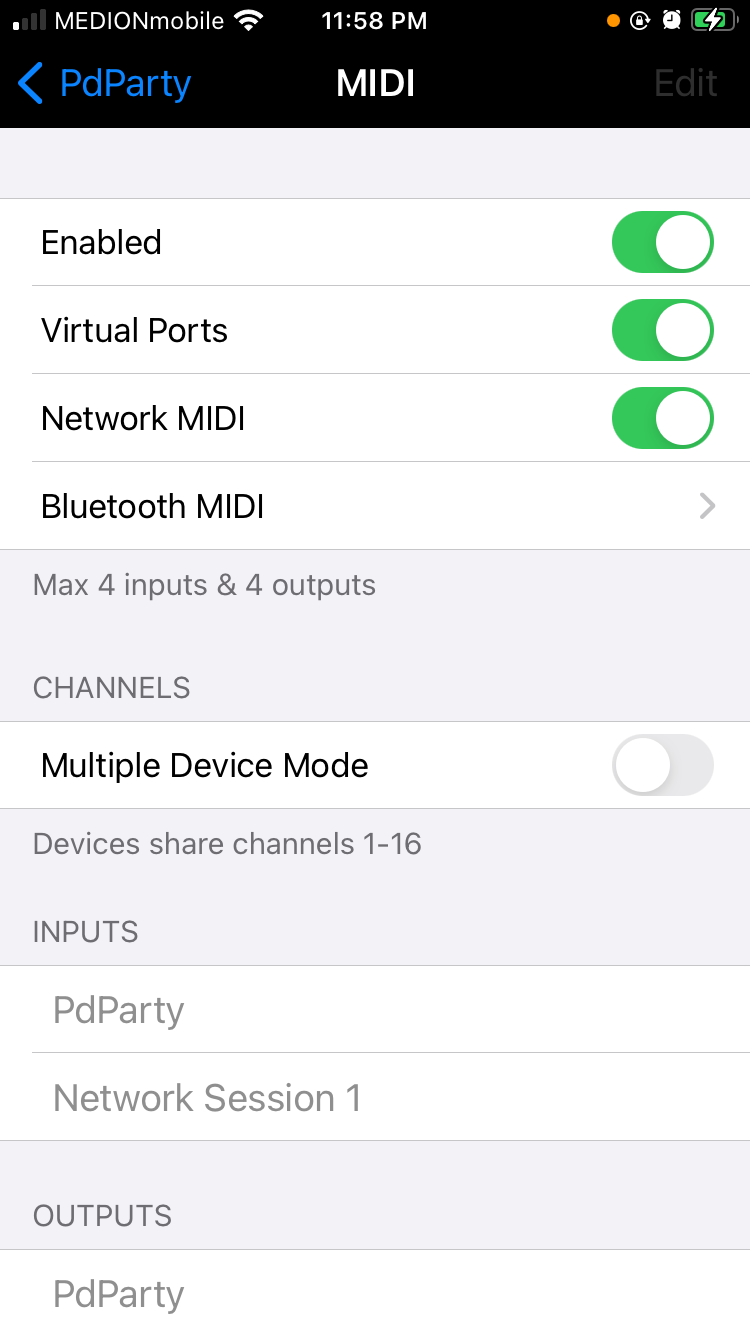 MEDIONmobile 11:58 PM
PdParty MIDI Edit
Enabled
Virtual Ports
Network MIDI
Bluetooth MIDI
Max 4 inputs & 4 outputs
CHANNELS
Multiple Device Mode
Devices share channels 1-16
INPUTS
PdParty
Network Session 1
OUTPUTS
PdParty